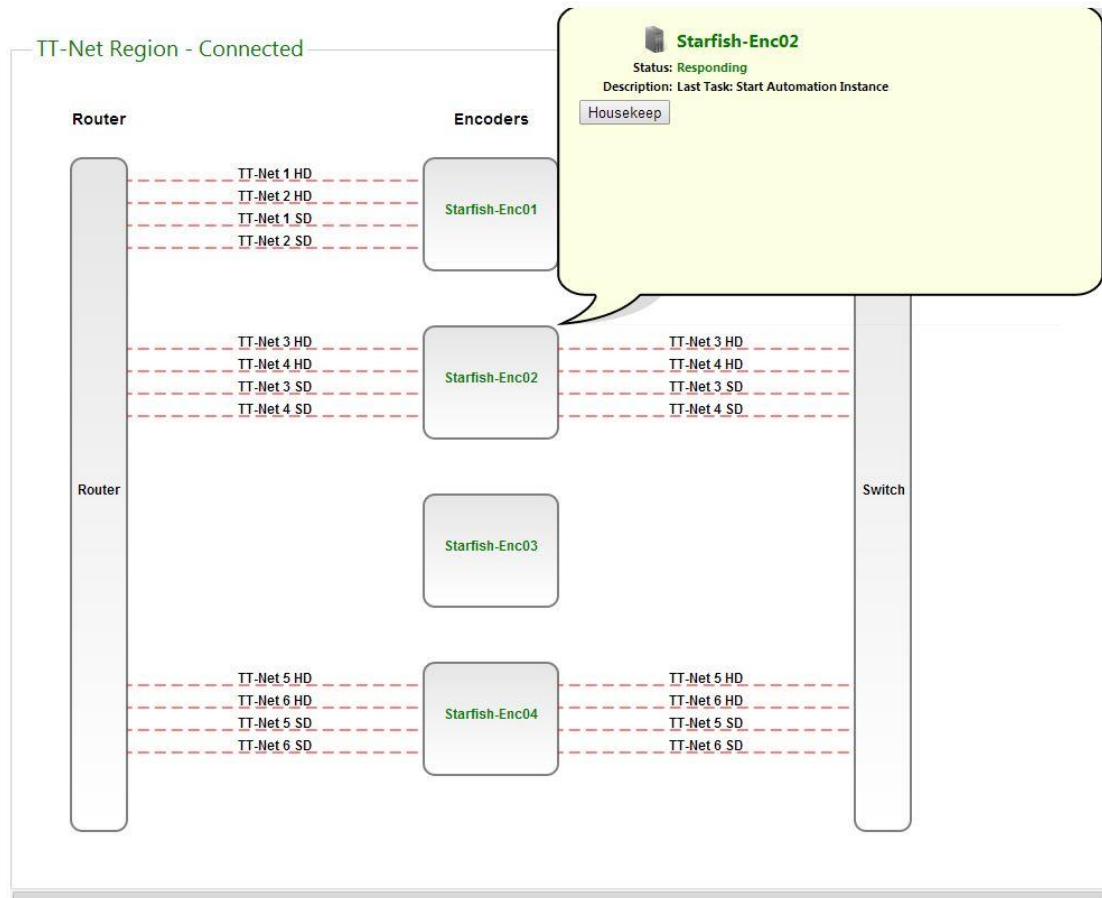 TT-Net Region - Connected
Starfish-Enc02
Status: Responding
Description: Last Task: Start Automation Instance
Housekeep
Router
Encoders
TT-Net 1 HD
TT-Net 2 HD
TT-Net 1 SD
TT-Net 2 SD
Starfish-Enc01
TT-Net 3 HD
TT-Net 4 HD
TT-Net 3 SD
TT-Net 4 SD
Starfish-Enc02
TT-Net 3 HD
TT-Net 4 HD
TT-Net 3 SD
TT-Net 4 SD
Router
Switch
Starfish-Enc03
TT-Net 5 HD
TT-Net 6 HD
TT-Net 5 SD
TT-Net 6 SD
Starfish-Enc04
TT-Net 5 HD
TT-Net 6 HD
TT-Net 5 SD
TT-Net 6 SD